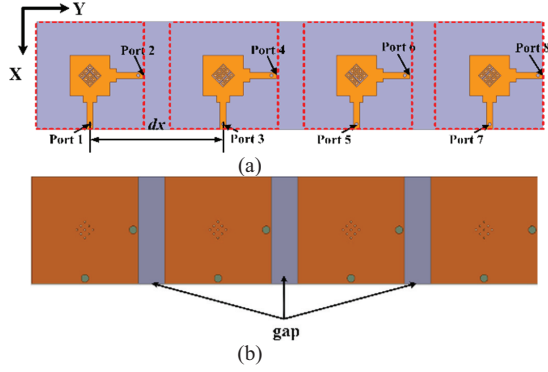 Y
X
Port 2
Port 4
Port 6
Port 8
Port 1
dx
Port 3
Port 5
Port 7
(a)
gap
(b)